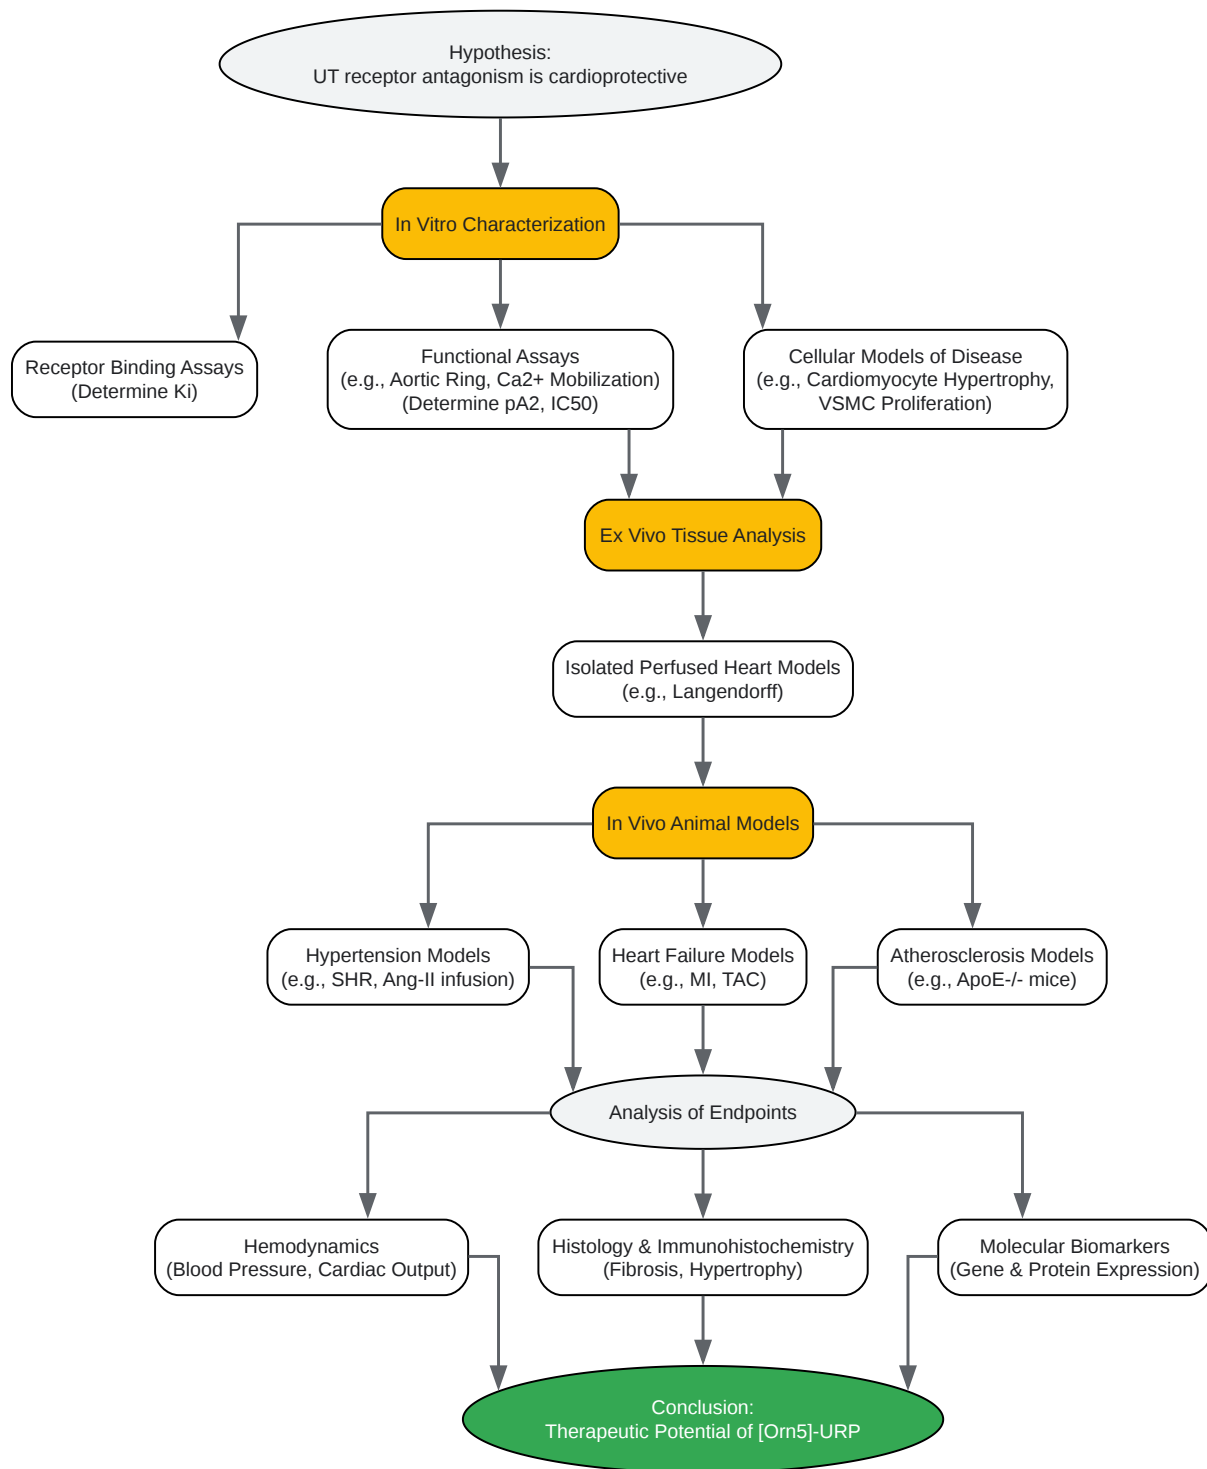 Hypothesis:
UT receptor antagonism is cardioprotective
In Vitro Characterization
Receptor Binding Assays
(Determine Ki)
Functional Assays
(e.g., Aortic Ring, Ca2+ Mobilization)
(Determine pA2, IC50)
Cellular Models of Disease
(e.g., Cardiomyocyte Hypertrophy,
VSMC Proliferation)
Ex Vivo Tissue Analysis
Isolated Perfused Heart Models
(e.g., Langendorff)
In Vivo Animal Models
Hypertension Models
(e.g., SHR, Ang-II infusion)
Heart Failure Models
(e.g., MI, TAC)
Atherosclerosis Models
(e.g., ApoE-/- mice)
Analysis of Endpoints
Hemodynamics
(Blood Pressure, Cardiac Output)
Histology & Immunohistochemistry
(Fibrosis, Hypertrophy)
Molecular Biomarkers
(Gene & Protein Expression)
Conclusion:
Therapeutic Potential of [Orn5]-URP